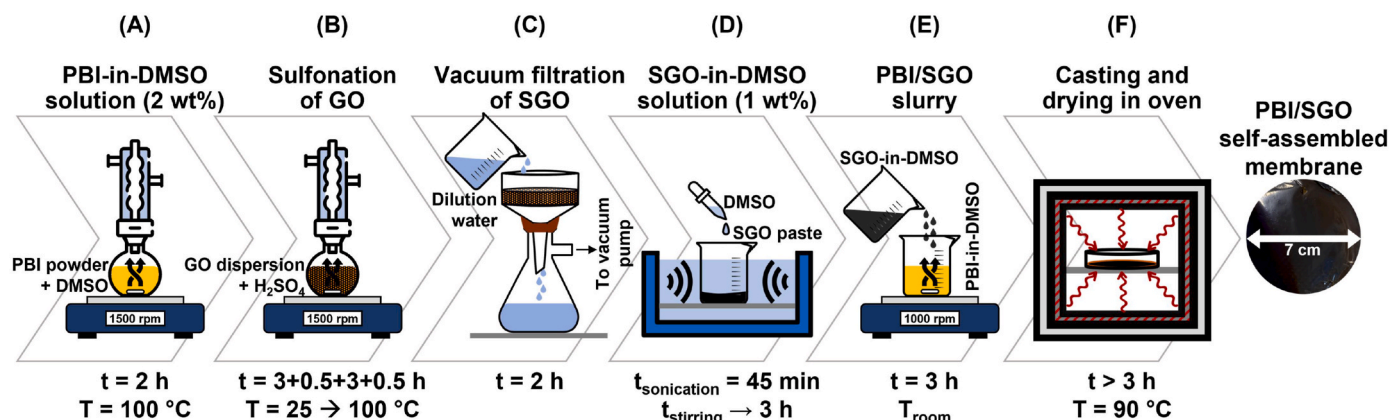 (A)
PBI-in-DMSO
solution (2 wt%)
PBI powder
+ DMSO
1500 rpm
t = 2 h
T = 100 °C
(B)
Sulfonation
of GO
GO dispersion
+ H₂SO₄
1500 rpm
t = 3+0.5+3+0.5 h
T = 25 → 100 °C
(C)
Vacuum filtration
of SGO
Dilution
water
To vacuum
pump
t = 2 h
(D)
SGO-in-DMSO
solution (1 wt%)
DMSO
SGO paste
t_sonication = 45 min
t_stirring → 3 h
(E)
PBI/SGO
slurry
SGO-in-DMSO
PBI-in-DMSO
1000 rpm
t = 3 h
T_room
(F)
Casting and
drying in oven
t > 3 h
T = 90 °C
PBI/SGO
self-assembled
membrane
7 cm